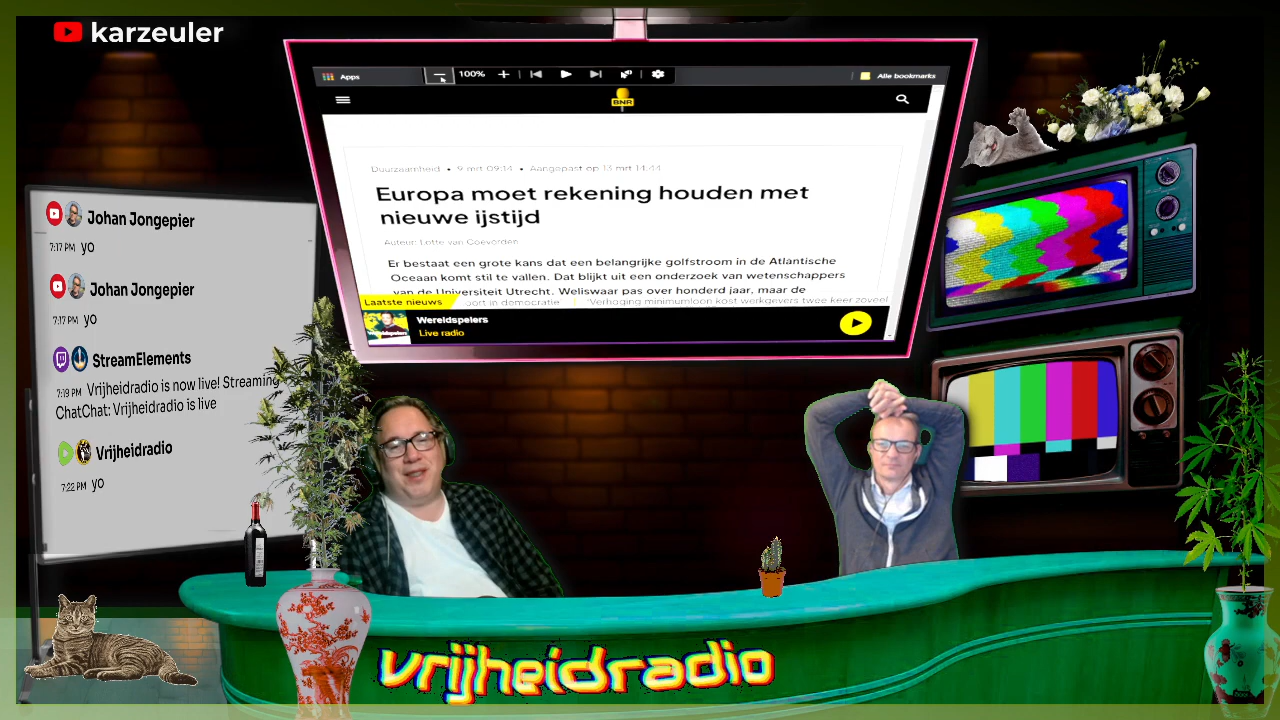 karzeuler
Apps
100%
Alle bookmarks
BNR
Duurzaamheid • 9 mrt 09:14 • Aangepast op 13 mrt 14:44
Europa moet rekening houden met
nieuwe ijstijd
Auteur: Lotte van Coevorden
Er bestaat een grote kans dat een belangrijke golfstroom in de Atlantische
Oceaan komt stil te vallen. Dat blijkt uit een onderzoek van wetenschappers
van de Universiteit Utrecht. Weliswaar pas over honderd jaar, maar de
Laatste nieuws
oort in democratie'
'Verhoging minimumloon kost werkgevers twee keer zoveel
Wereldspelers
Live radio
Johan Jongepier
7:17 PM yo
Johan Jongepier
7:17 PM yo
StreamElements
7:19 PM Vrijheidradio is now live! Streaming
ChatChat: Vrijheidradio is live
Vrijheidradio
7:22 PM yo
vrijheidradio